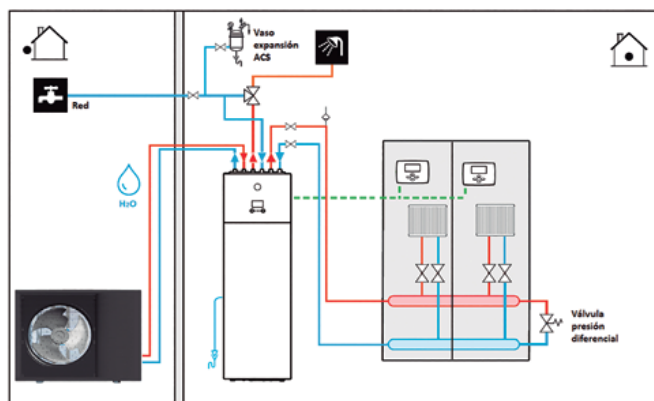 Vaso
expansión
ACS
Red
H₂O
Válvula
presión
diferencial